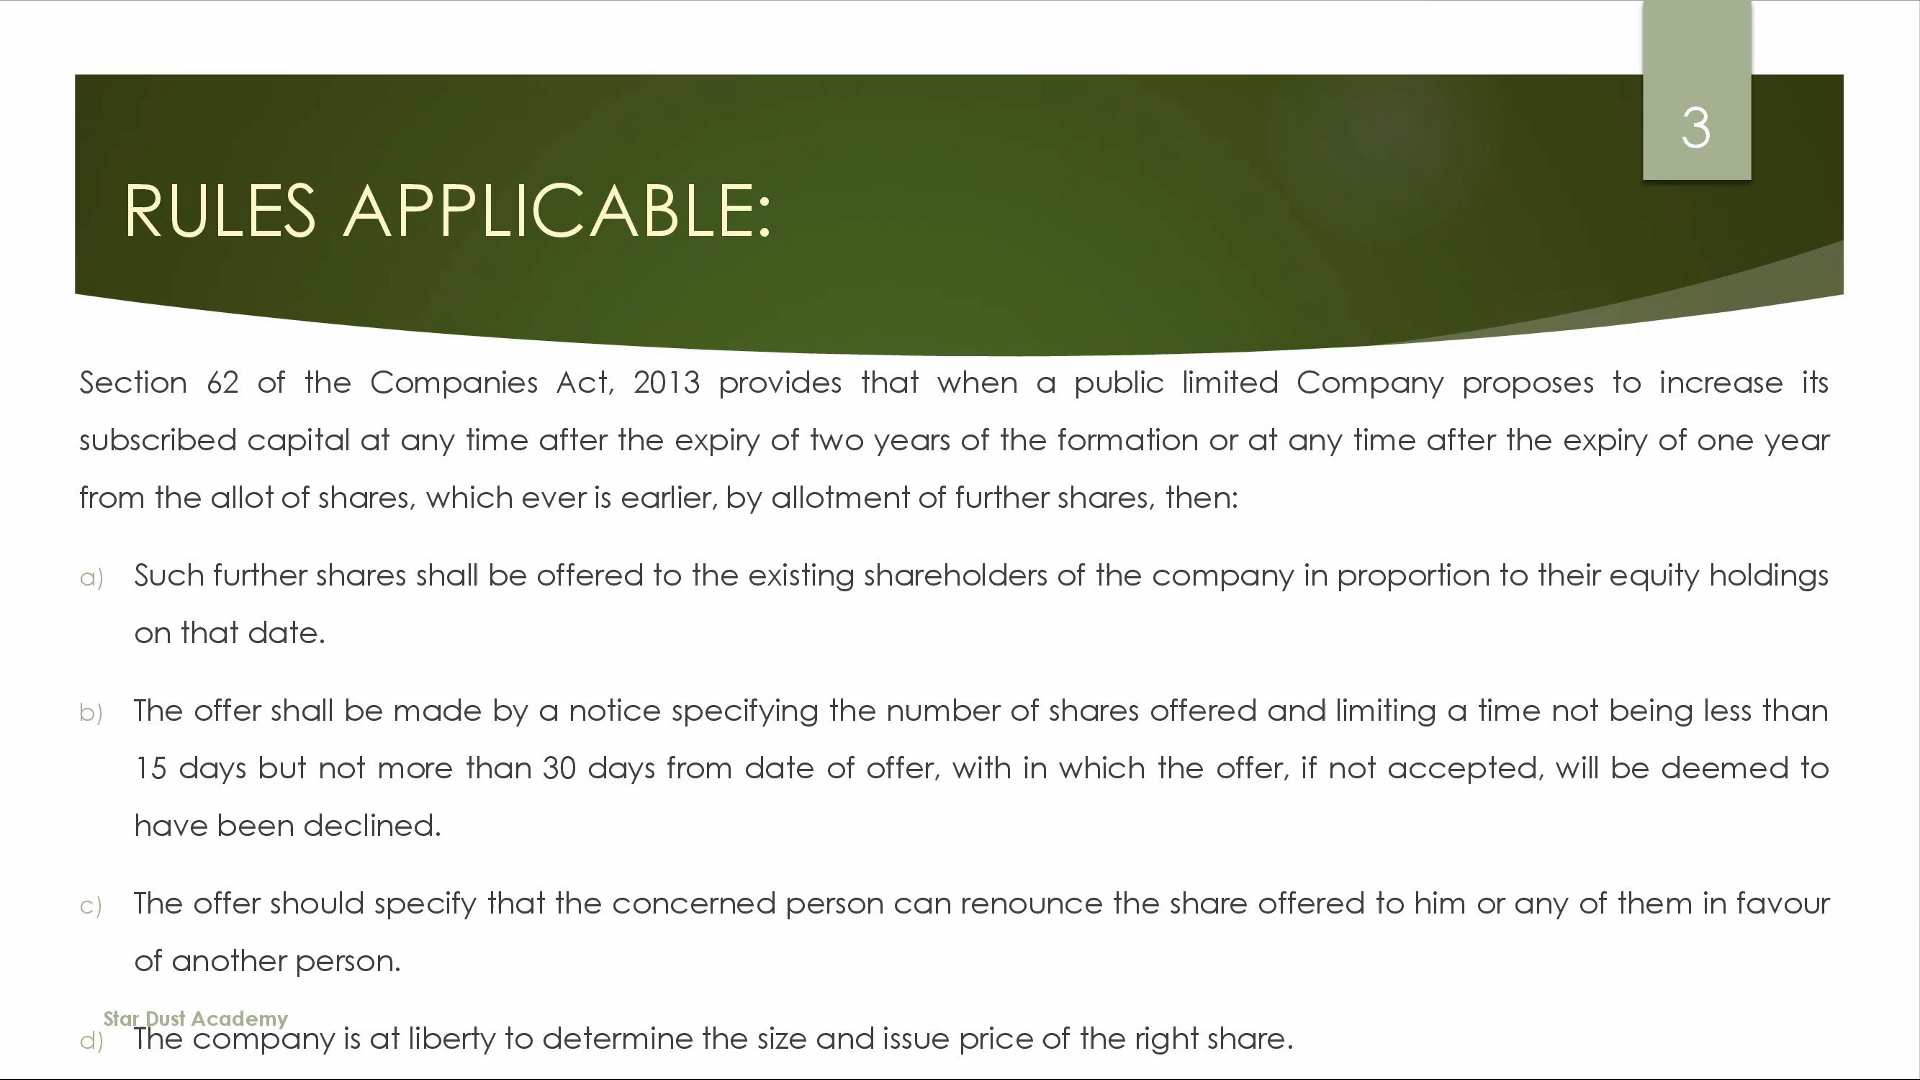 3
RULES APPLICABLE:
Section 62 of the Companies Act, 2013 provides that when a public limited Company proposes to increase its
subscribed capital at any time after the expiry of two years of the formation or at any time after the expiry of one year
from the allot of shares, which ever is earlier, by allotment of further shares, then:
a) Such further shares shall be offered to the existing shareholders of the company in proportion to their equity holdings
on that date.
b) The offer shall be made by a notice specifying the number of shares offered and limiting a time not being less than
15 days but not more than 30 days from date of offer, with in which the offer, if not accepted, will be deemed to
have been declined.
c) The offer should specify that the concerned person can renounce the share offered to him or any of them in favour
of another person.
Star Dust Academy
d) The company is at liberty to determine the size and issue price of the right share.